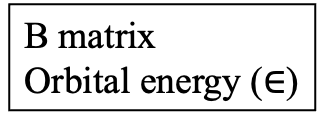 B matrix
Orbital energy (∈)